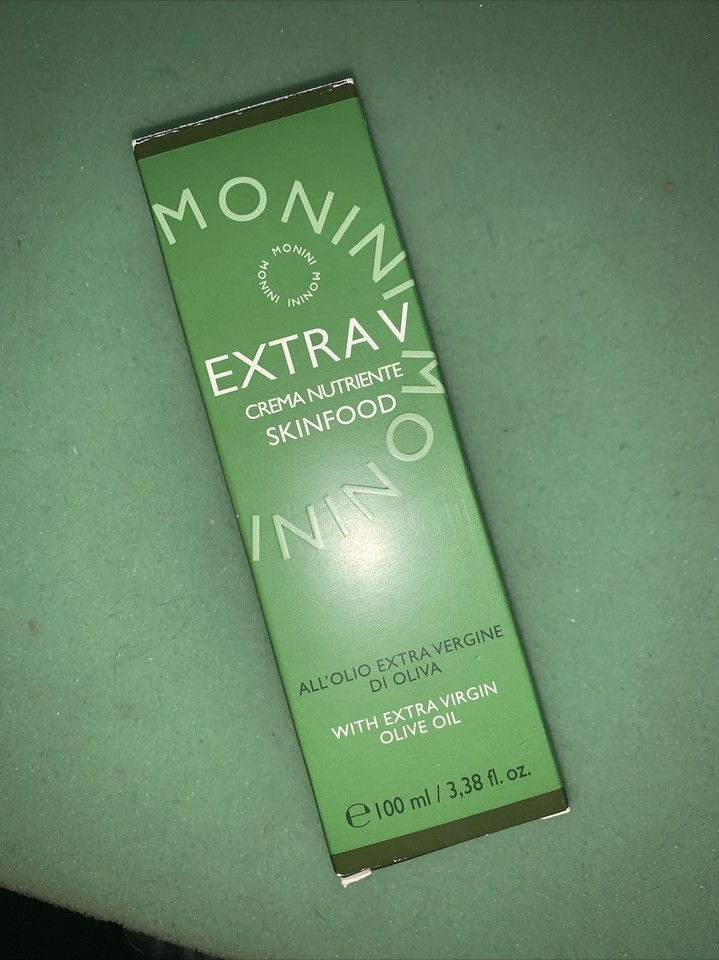 MONINI MONINI
MONINI MONINI MONINI
EXTRA V
CREMA NUTRIENTE
SKINFOOD
ALL'OLIO EXTRA VERGINE
DI OLIVA
WITH EXTRA VIRGIN
OLIVE OIL
℮100 ml / 3,38 fl. oz.